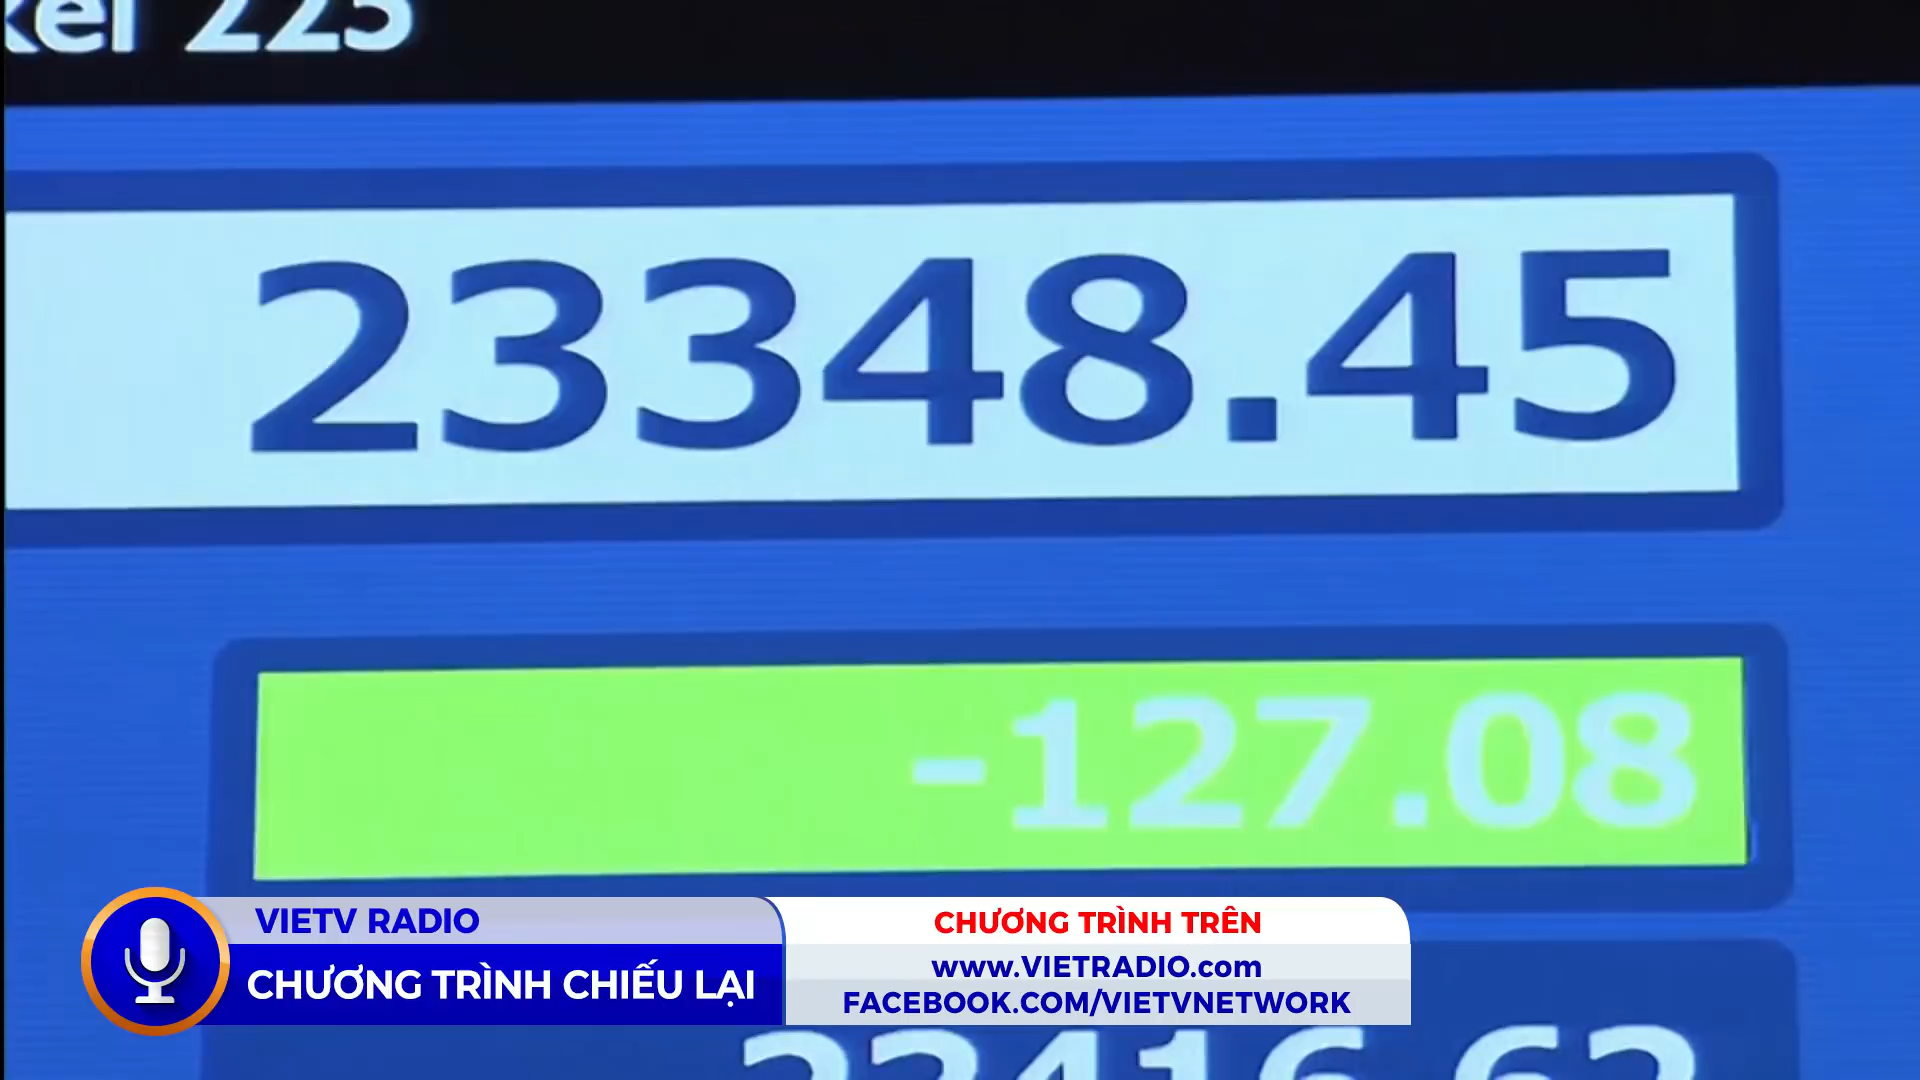 225
23348.45
-127.08
VIETV RADIO
CHƯƠNG TRÌNH CHIẾU LẠI
CHƯƠNG TRÌNH TRÊN
www.VIETRADIO.com
FACEBOOK.COM/VIETVNETWORK